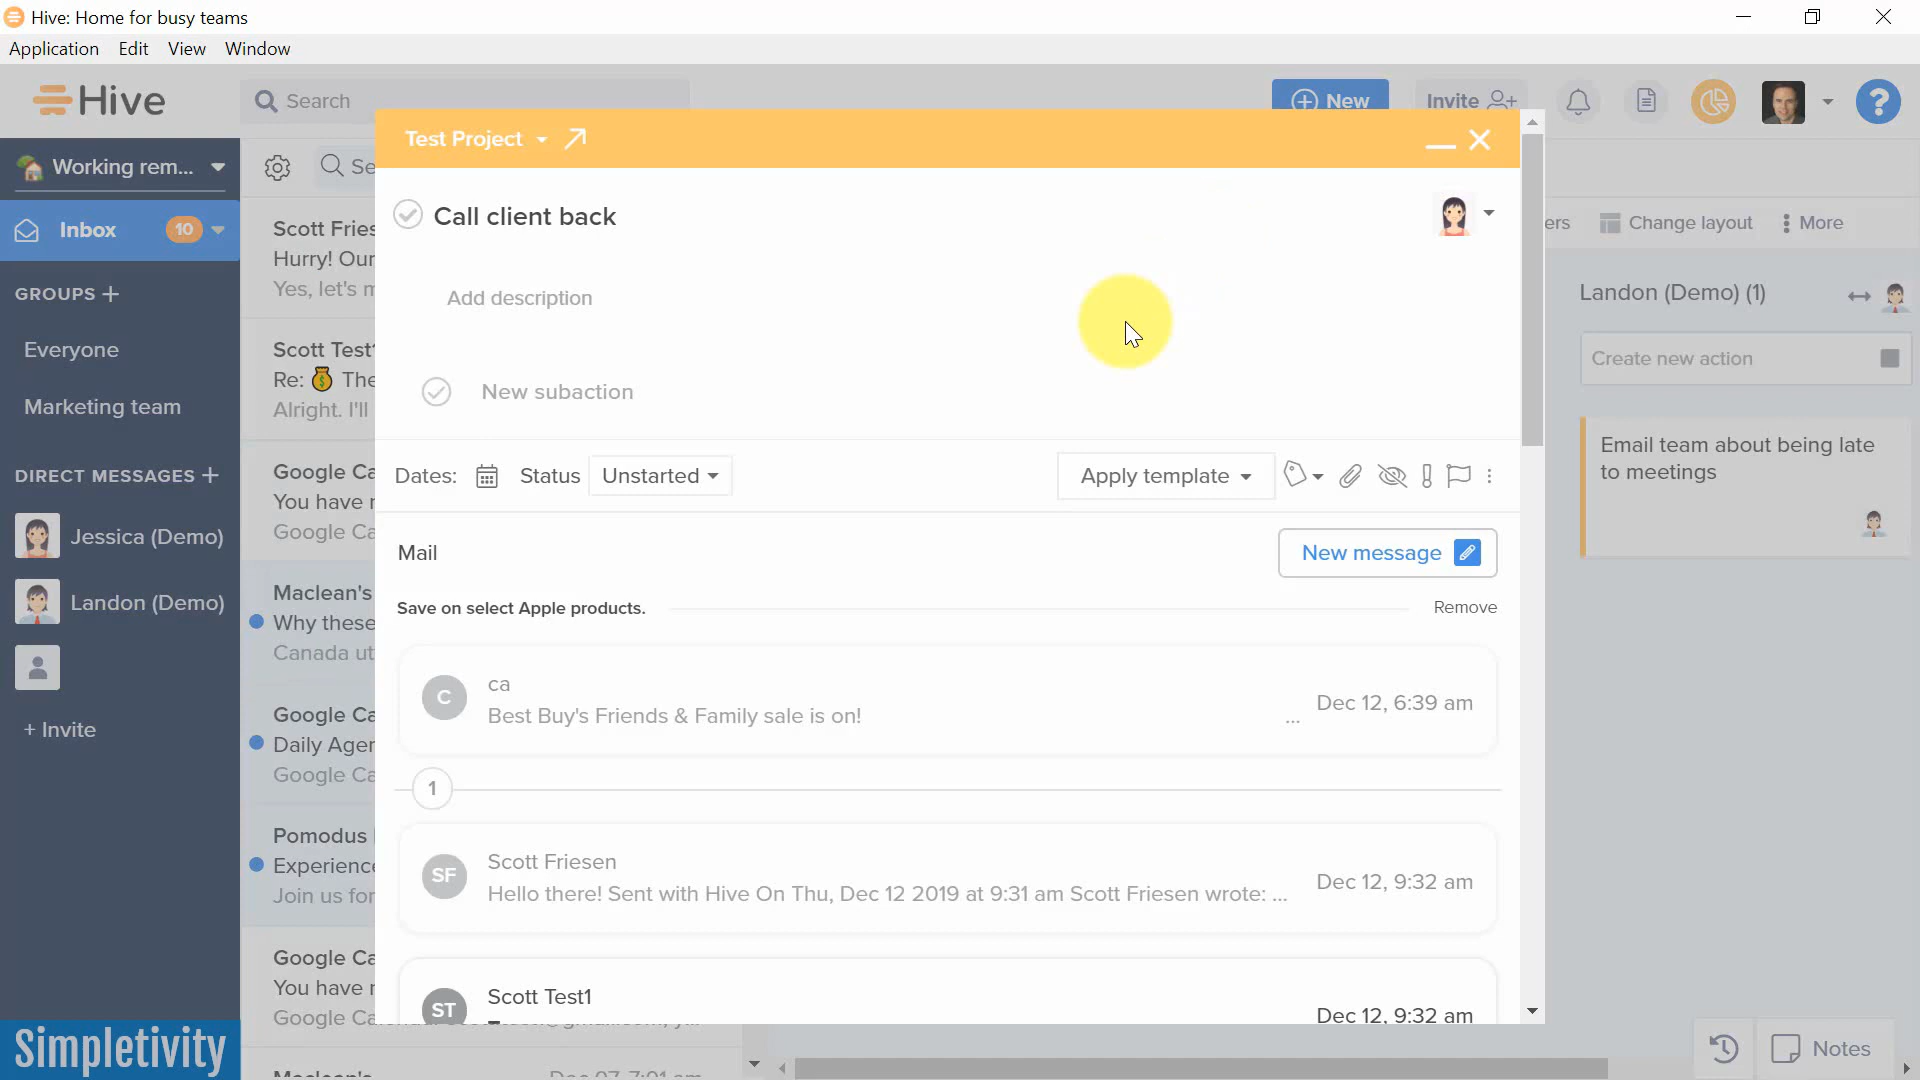 Hive: Home for busy teams
Application Edit View Window
Hive
Search
New
Invite
?
Working rem...
Se
Test Project
Inbox 10
Scott Fries
Hurry! Our
Yes, let's m
Call client back
ers Change layout More
GROUPS +
Add description
Landon (Demo) (1)
Everyone
Scott Test
Re: The
Alright. I'll
Create new action
New subaction
Marketing team
Email team about being late
to meetings
DIRECT MESSAGES +
Google Ca
You have r
Google Ca
Dates: Status Unstarted
Apply template
Jessica (Demo)
Landon (Demo)
Mail
New message
Maclean's
Why these
Canada ut
Save on select Apple products.
Remove
C
ca
Best Buy's Friends & Family sale is on!
...
Dec 12, 6:39 am
+ Invite
Google Ca
Daily Ager
Google Ca
1
Pomodus
Experience
Join us for
SF
Scott Friesen
Hello there! Sent with Hive On Thu, Dec 12 2019 at 9:31 am Scott Friesen wrote: ...
Dec 12, 9:32 am
Google Ca
You have r
Google Ca
ST
Scott Test1
Dec 12, 9:32 am
Simpletivity
Notes